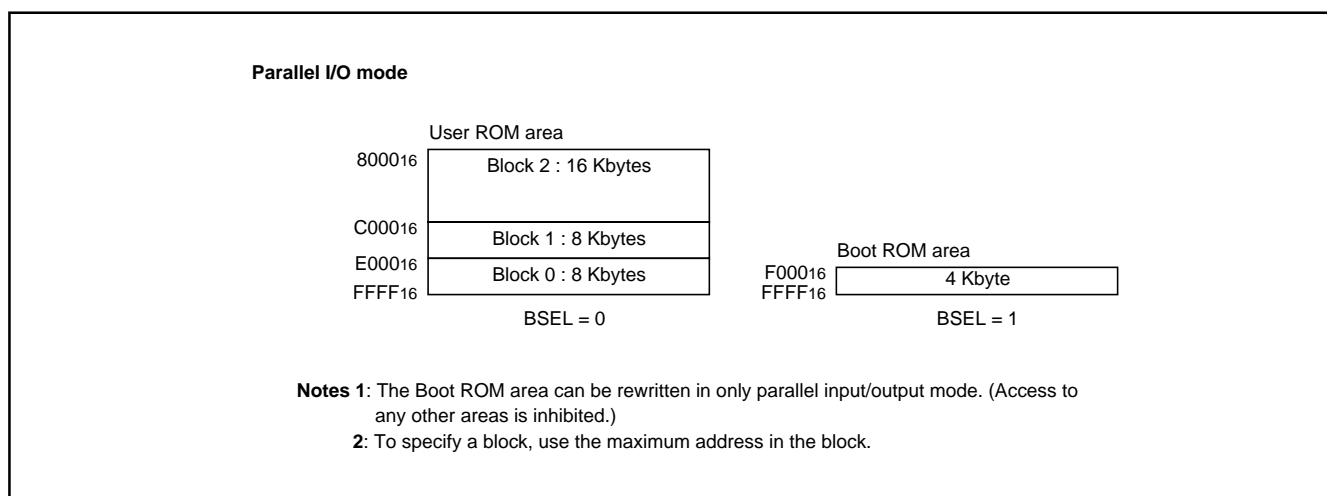 Parallel I/O mode
User ROM area
800016
Block 2 : 16 Kbytes
C00016
Block 1 : 8 Kbytes
E00016
Block 0 : 8 Kbytes
FFFF16
BSEL = 0
Boot ROM area
F00016
4 Kbyte
FFFF16
BSEL = 1
Notes 1: The Boot ROM area can be rewritten in only parallel input/output mode. (Access to
any other areas is inhibited.)
2: To specify a block, use the maximum address in the block.